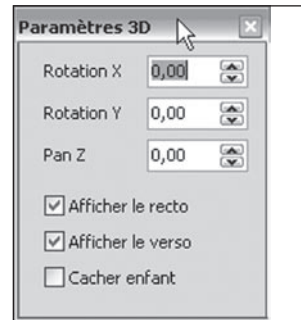 Paramètres 3D
Rotation X 0,00
Rotation Y 0,00
Pan Z 0,00
Afficher le recto
Afficher le verso
Cacher enfant